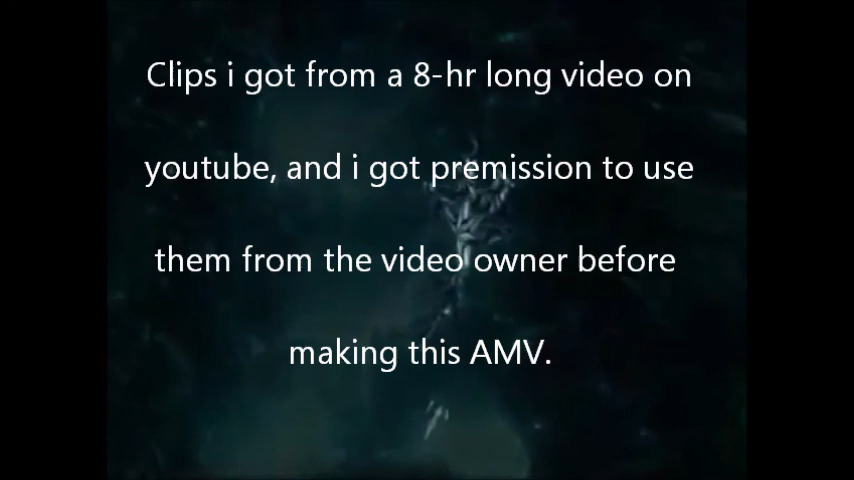 Clips i got from a 8-hr long video on
youtube, and i got premission to use
them from the video owner before
making this AMV.